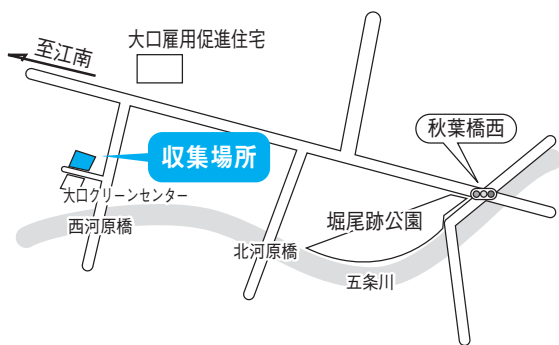 大口雇用促進住宅
至江南
秋葉橋西
収集場所
大口クリーンセンター
堀尾跡公園
西河原橋
北河原橋
五条川